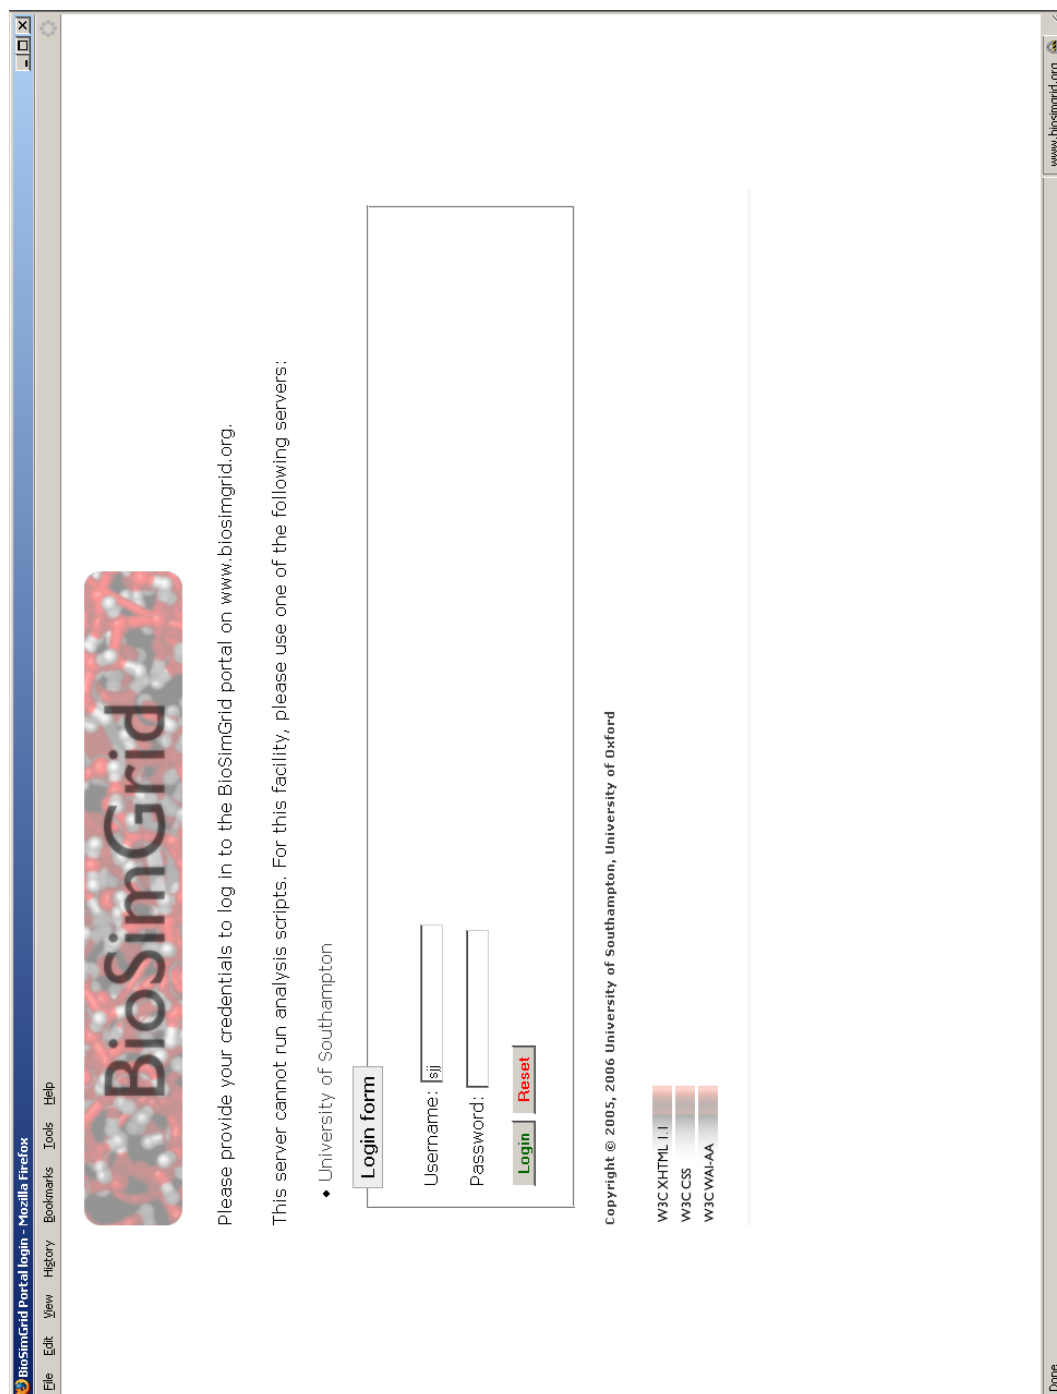 BioSimGrid Portal login - Mozilla Firefox
File Edit View History Bookmarks Tools Help
BioSimGrid
Please provide your credentials to log in to the BioSimGrid portal on www.biosimgrid.org.
This server cannot run analysis scripts. For this facility, please use one of the following servers:
• University of Southampton
Login form
Username: sjj
Password:
Login Reset
Copyright © 2005, 2006 University of Southampton, University of Oxford
W3C XHTML 1.1
W3C CSS
W3C WAI-AA
Done www.biosimgrid.org